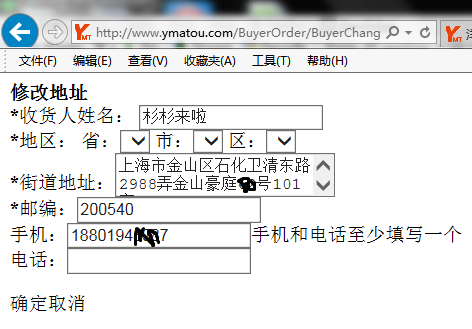 http://www.ymatou.com/BuyerOrder/BuyerChang
文件(F) 编辑(E) 查看(V) 收藏夹(A) 工具(T) 帮助(H)
修改地址
*收货人姓名: 杉杉来啦
*地区: 省: 市: 区:
*街道地址: 上海市金山区石化卫清东路
2988弄金山豪庭 号101
*邮编: 200540
手机: 1880194 7 手机和电话至少填写一个
电话:
确定取消